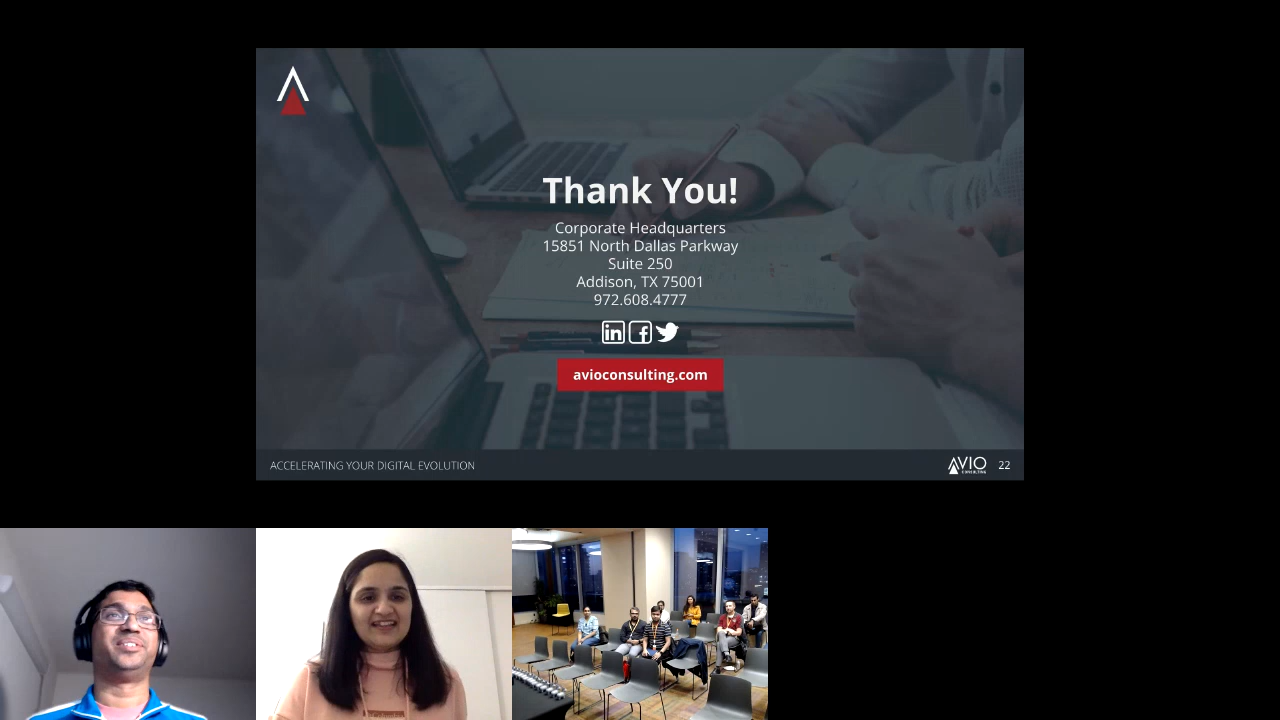 Thank You!
Corporate Headquarters
15851 North Dallas Parkway
Suite 250
Addison, TX 75001
972.608.4777
avioconsulting.com
ACCELERATING YOUR DIGITAL EVOLUTION
AVIO
CONSULTING
22